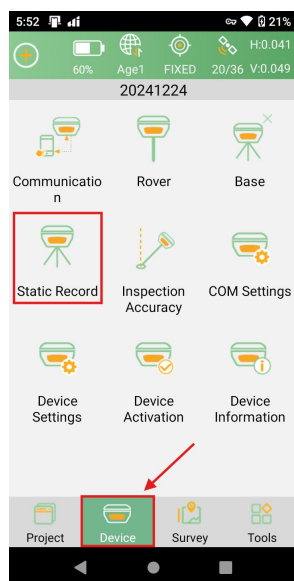 5:52 21%
60% Age1 FIXED 20/36 H:0.041 V:0.049
20241224
Communicatio
n
Rover
Base
Static Record
Inspection
Accuracy
COM Settings
Device
Settings
Device
Activation
Device
Information
Project Device Survey Tools